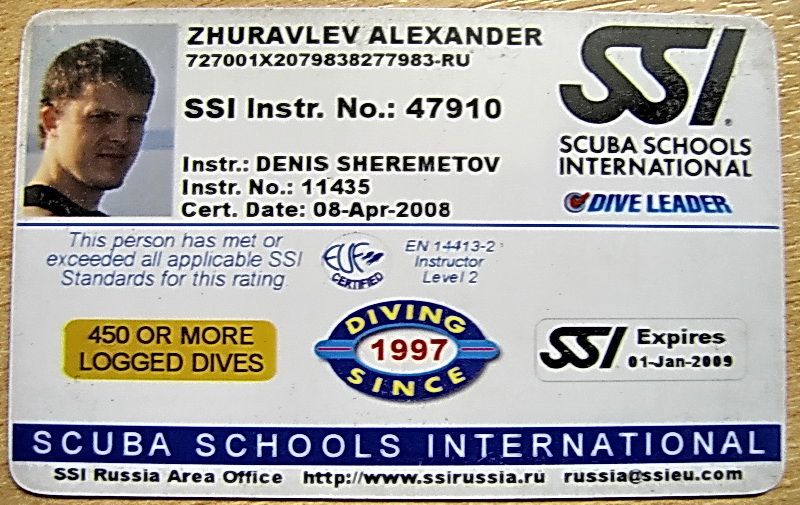 ZHURAVLEV ALEXANDER
727001X2079838277983-RU
SSI Instr. No.: 47910
Instr.: DENIS SHEREMETOV
Instr. No.: 11435
Cert. Date: 08-Apr-2008
SSI
SCUBA SCHOOLS
INTERNATIONAL
DIVE LEADER
This person has met or
exceeded all applicable SSI
Standards for this rating
EUF
CERTIFIED
EN 14413-2
Instructor
Level 2
450 OR MORE
LOGGED DIVES
DIVING
1997
SINCE
SSI Expires
01-Jan-2009
SCUBA SCHOOLS INTERNATIONAL
SSI Russia Area Office http://www.ssirussia.ru russia@ssieu.com